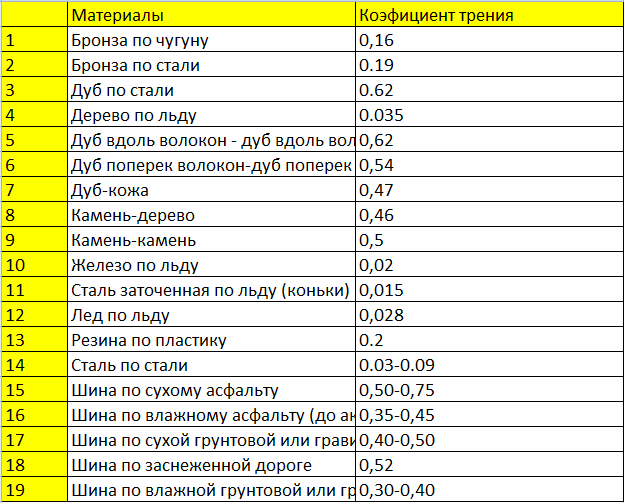 Материалы Коэфициент трения
1 Бронза по чугуну 0,16
2 Бронза по стали 0.19
3 Дуб по стали 0.62
4 Дерево по льду 0.035
5 Дуб вдоль волокон - дуб вдоль вол 0,62
6 Дуб поперек волокон-дуб поперек 0,54
7 Дуб-кожа 0,47
8 Камень-дерево 0,46
9 Камень-камень 0,5
10 Железо по льду 0,02
11 Сталь заточенная по льду (коньки) 0,015
12 Лед по льду 0,028
13 Резина по пластику 0.2
14 Сталь по стали 0.03-0.09
15 Шина по сухому асфальту 0,50-0,75
16 Шина по влажному асфальту (до ак 0,35-0,45
17 Шина по сухой грунтовой или грави 0,40-0,50
18 Шина по заснеженной дороге 0,52
19 Шина по влажной грунтовой или гр 0,30-0,40